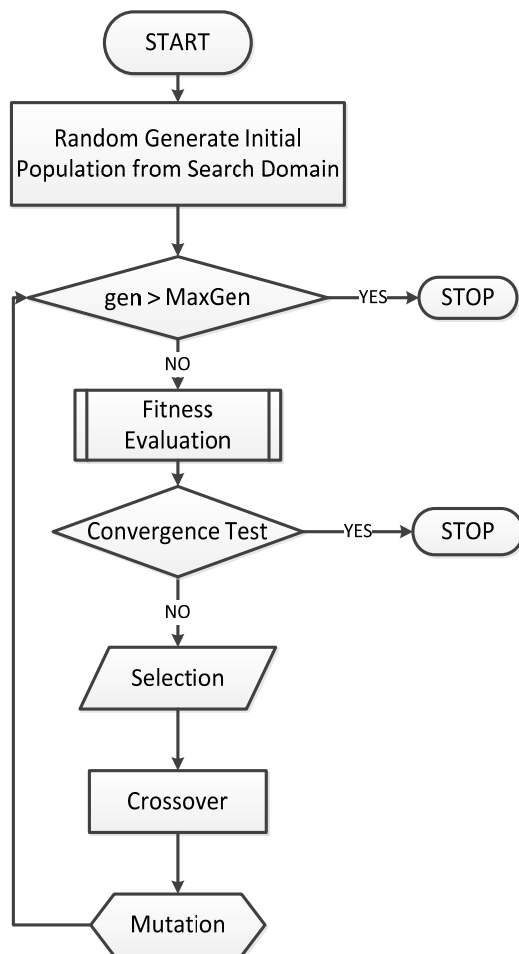 START
Random Generate Initial
Population from Search Domain
gen > MaxGen
YES
STOP
NO
Fitness
Evaluation
Convergence Test
YES
STOP
NO
Selection
Crossover
Mutation